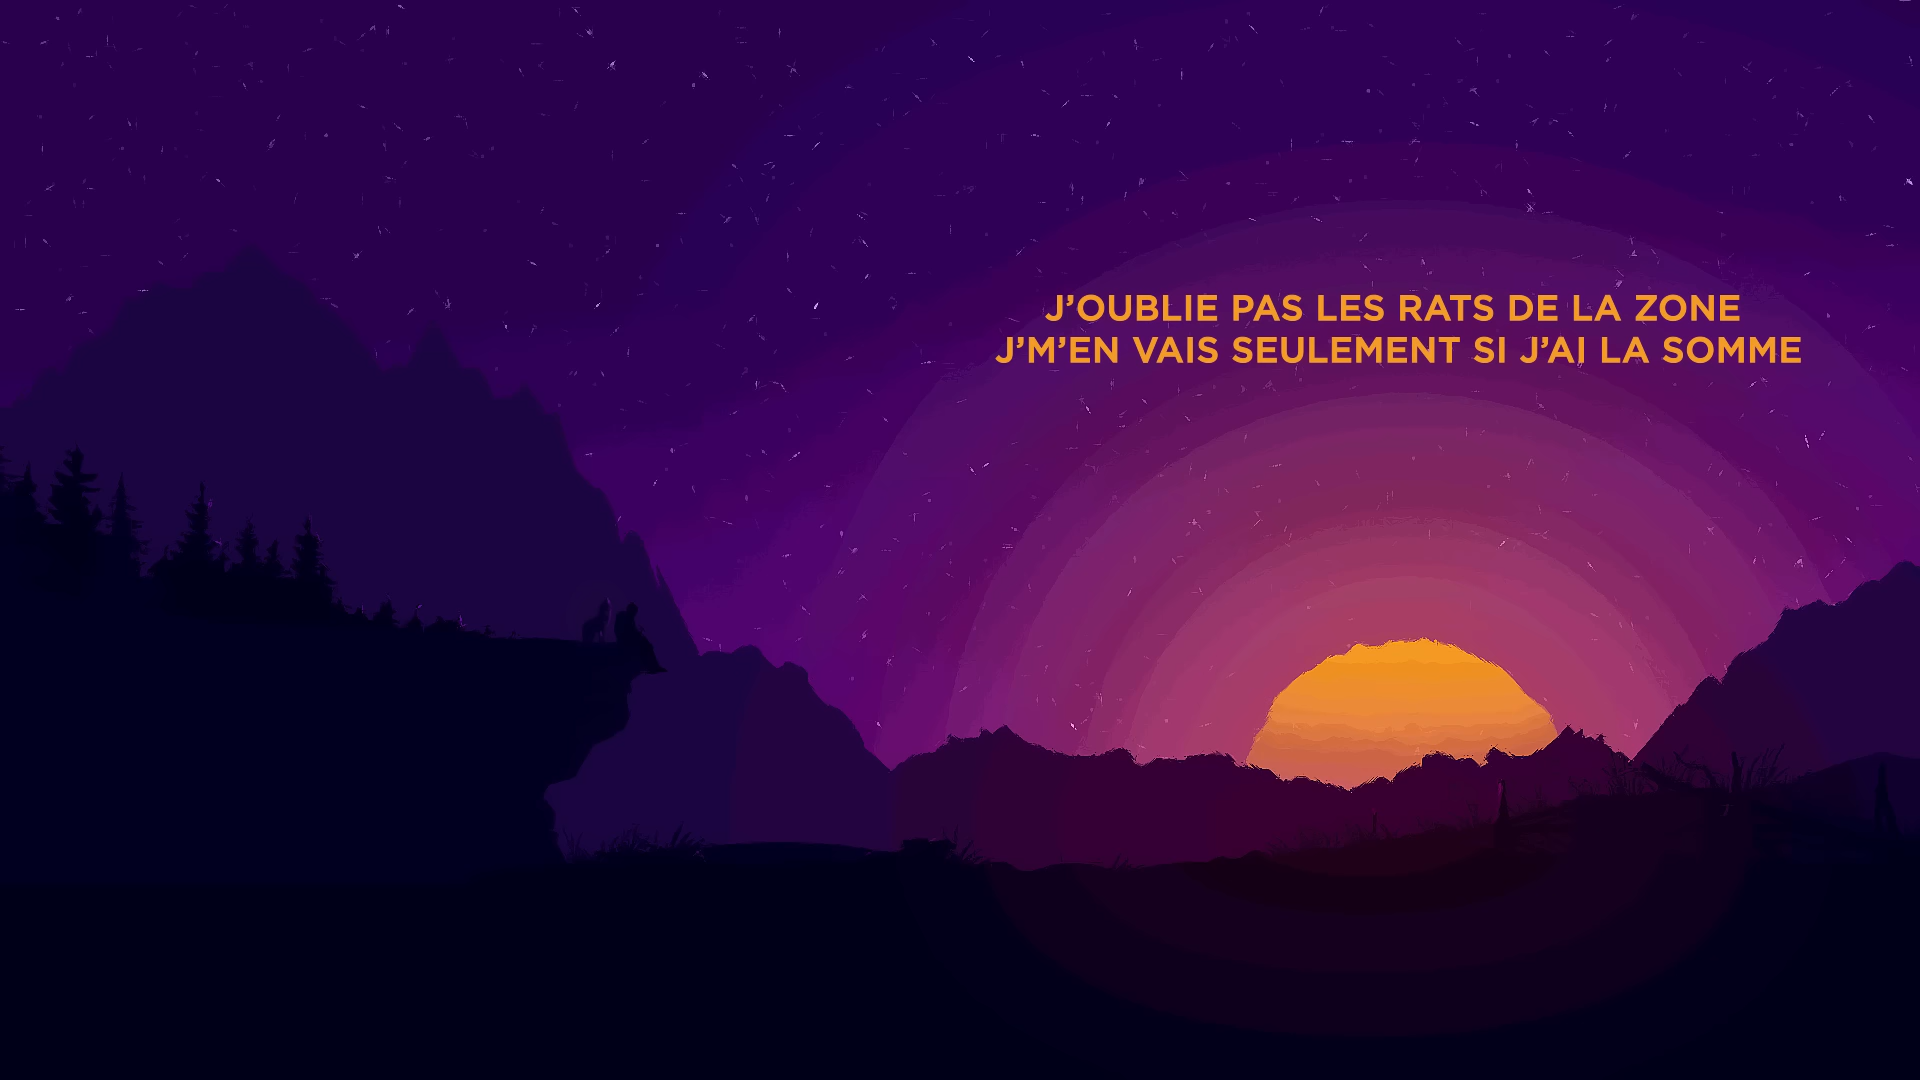 J’OUBLIE PAS LES RATS DE LA ZONE
J’M’EN VAIS SEULEMENT SI J’AI LA SOMME